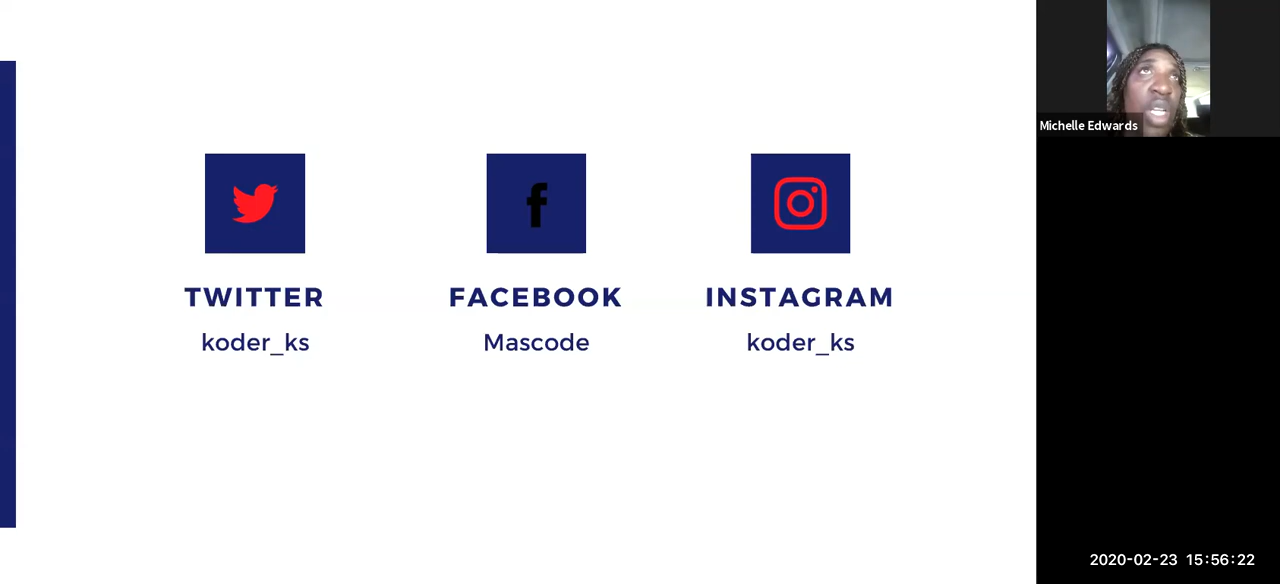 TWITTER
koder_ks
FACEBOOK
Mascode
INSTAGRAM
koder_ks
Michelle Edwards
2020-02-23 15:56:22